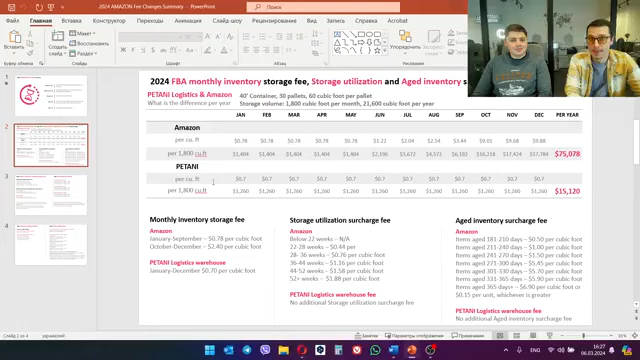 2024 AMAZON Fee Changes Summary – PowerPoint
Поиск
Файл Главная Вставка Конструктор Переходы Анимация Слайд-шоу Рецензирование Вид Справка Acrobat
Вставить
Макет
Восстановить
Раздел
Упорядочить
2024 FBA monthly inventory storage fee, Storage utilization and Aged inventory
PETANI Logistics & Amazon
What is the difference per year
40' Container, 30 pallets, 60 cubic foot per pallet
Storage volume: 1,800 cubic foot per month, 21,600 cubic foot per year
JAN FEB MAR APR MAY JUN JUL AUG SEP OCT NOV DEC PER YEAR
Amazon
per cu. ft $0.78 $0.78 $0.78 $0.78 $0.78 $1.22 $2.04 $2.54 $3.44 $9.01 $9.68 $9.88
per 1,800 cu.ft $1,404 $1,404 $1,404 $1,404 $1,404 $2,196 $3,672 $4,572 $6,192 $16,218 $17,424 $17,784 $75,078
PETANI
per cu. ft $0.7 $0.7 $0.7 $0.7 $0.7 $0.7 $0.7 $0.7 $0.7 $0.7 $0.7 $0.7
per 1,800 cu.ft $1,260 $1,260 $1,260 $1,260 $1,260 $1,260 $1,260 $1,260 $1,260 $1,260 $1,260 $1,260 $15,120
Monthly inventory storage fee
Amazon
January-September – $0.78 per cubic foot
October-December – $2.40 per cubic foot
PETANI Logistics warehouse
January-December $0.70 per cubic foot
Storage utilization surcharge fee
Amazon
Below 22 weeks – N/A
22-28 weeks – $0.44 per
28- 36 weeks – $0.76 per cubic foot
36-44 weeks – $1.16 per cubic foot
44-52 weeks – $1.58 per cubic foot
52+ weeks – $1.88 per cubic foot
PETANI Logistics warehouse fee
No additional Storage utilization surcharge fee
Aged inventory surcharge fee
Amazon
Items aged 181-210 days – $0.50 per cubic foot
Items aged 211-240 days – $1.00 per cubic foot
Items aged 241-270 days – $1.50 per cubic foot
Items aged 271-300 days – $5.45 per cubic foot
Items aged 301-330 days – $5.70 per cubic foot
Items aged 331-365 days – $5.90 per cubic foot
Items aged 365+ days – $6.90 per cubic foot or
$0.15 per unit, whichever is greater
PETANI Logistics warehouse fee
No additional Aged inventory surcharge fee
1
2
3
4
Слайд 2 из 4 украинский
Заметки Параметры отображения Примечания
ENG 16:27
06.03.2024